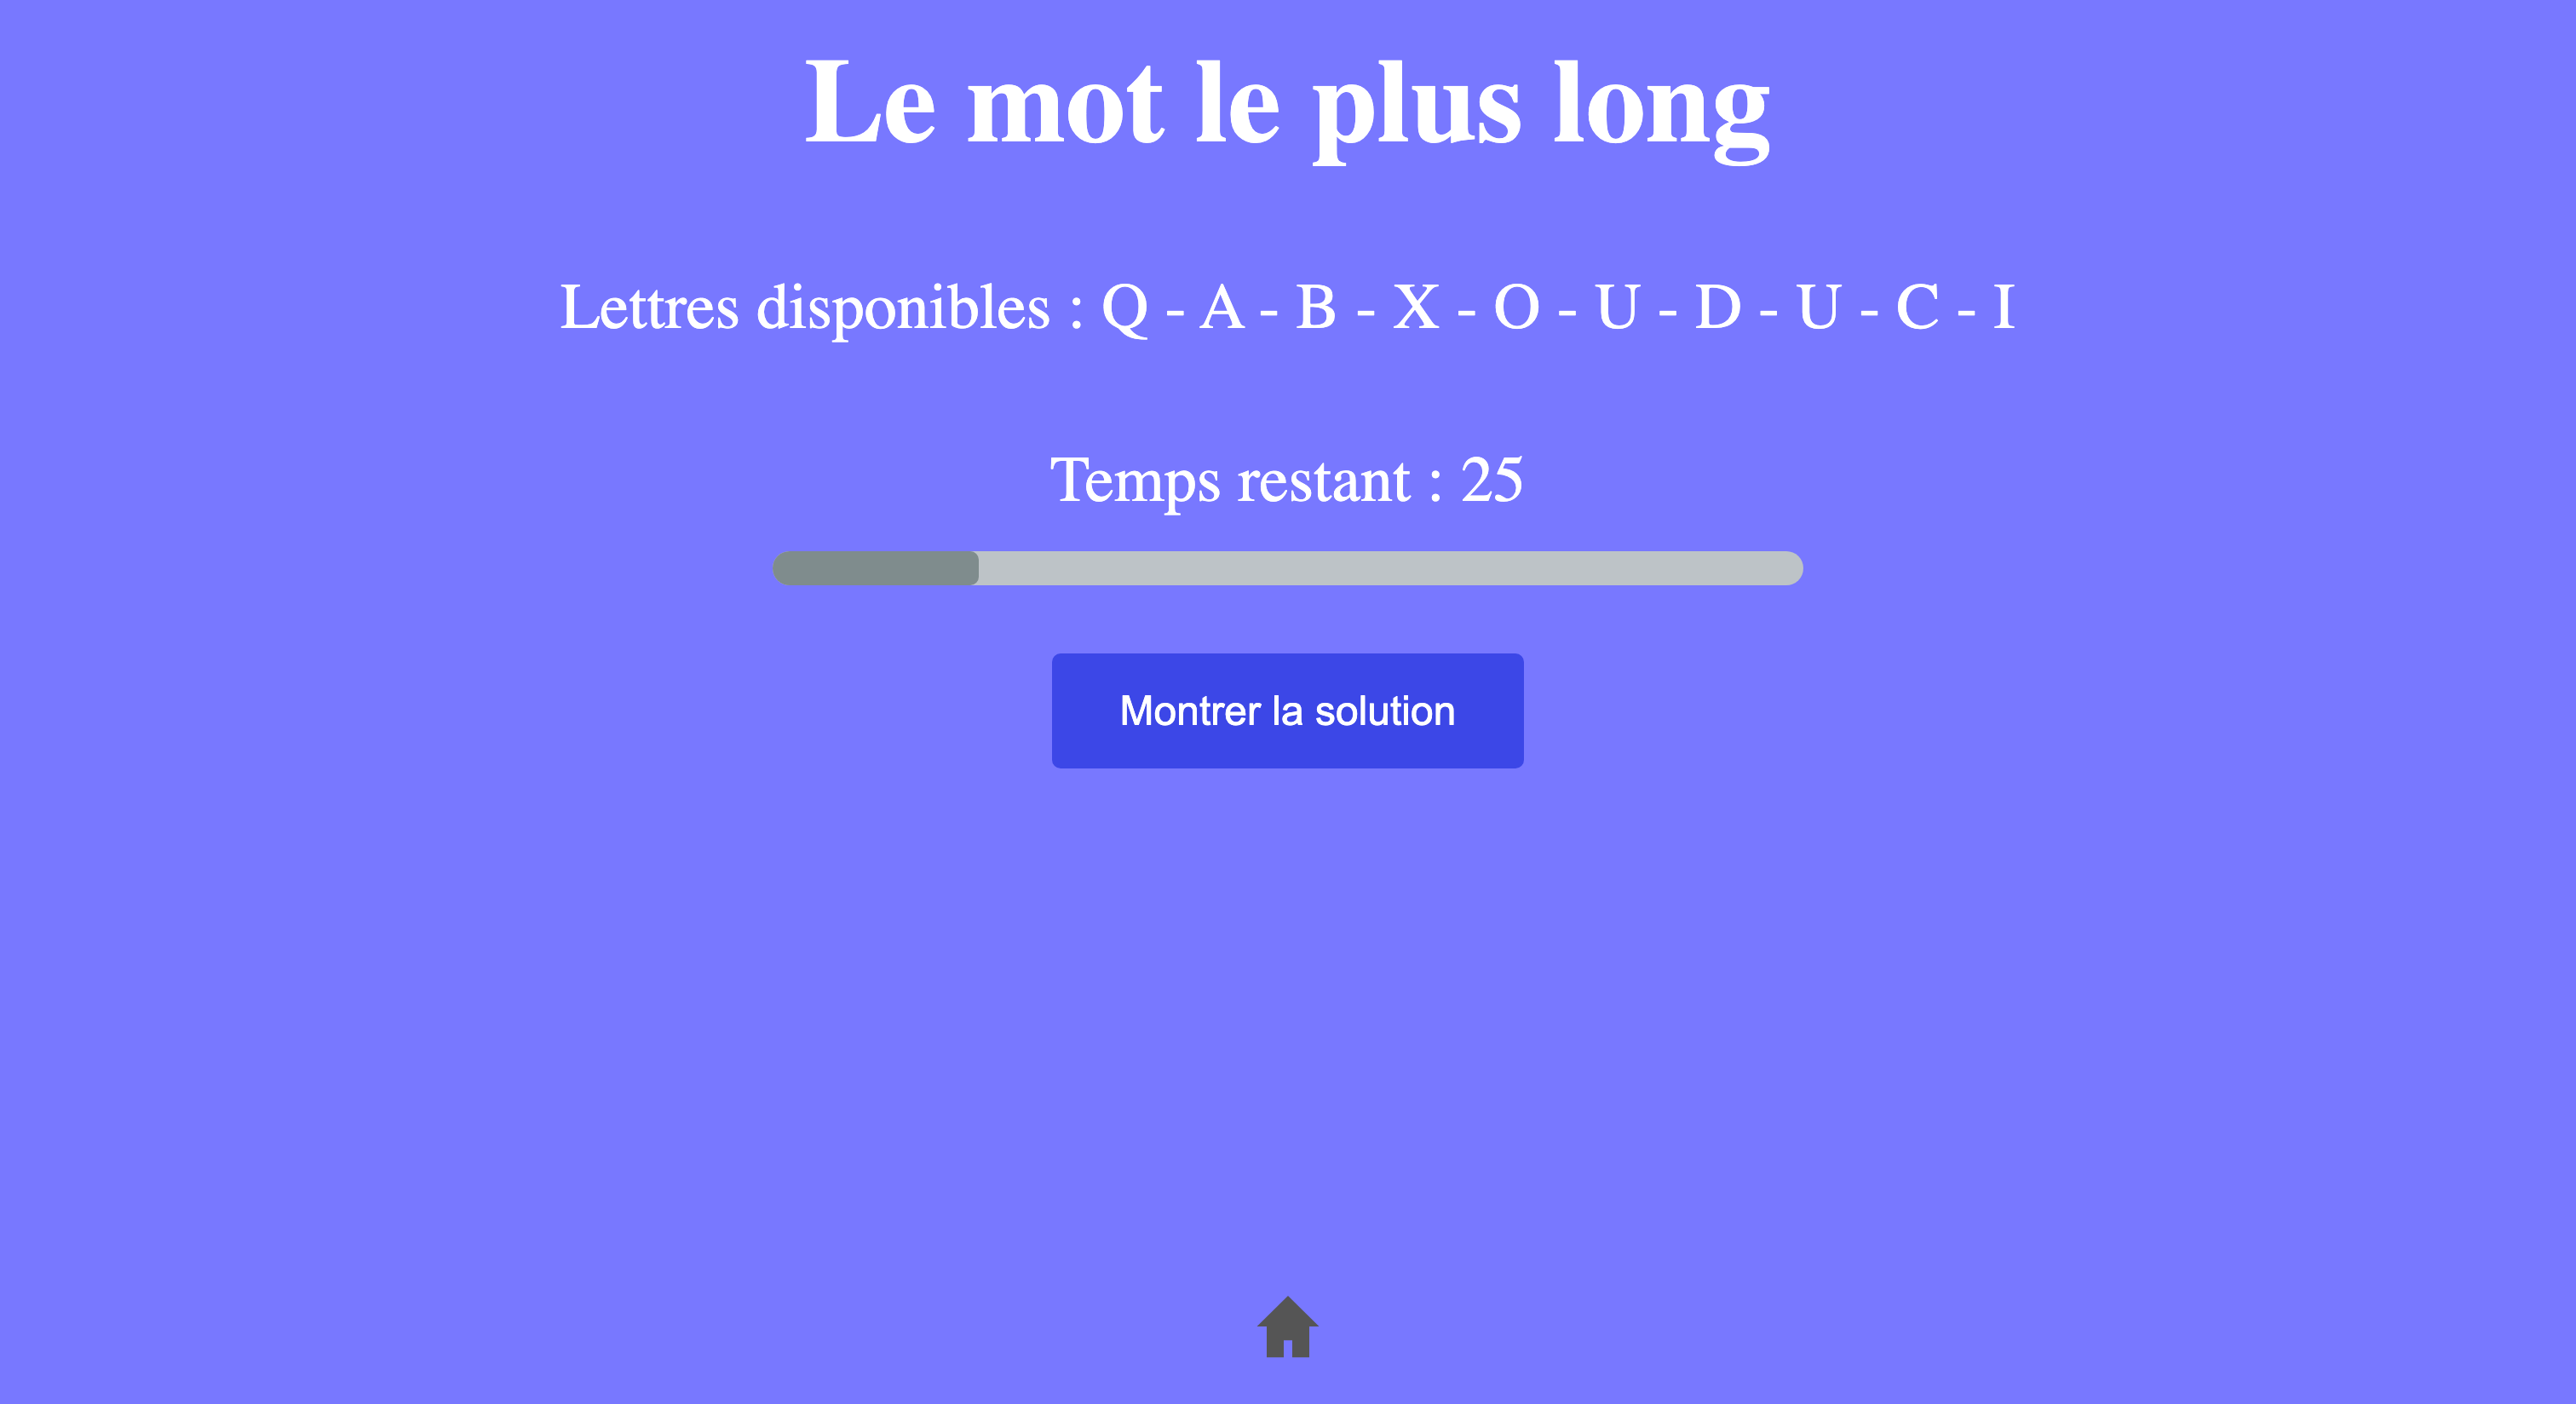 Le mot le plus long
Lettres disponibles : Q - A - B - X - O - U - D - U - C - I
Temps restant : 25
Montrer la solution